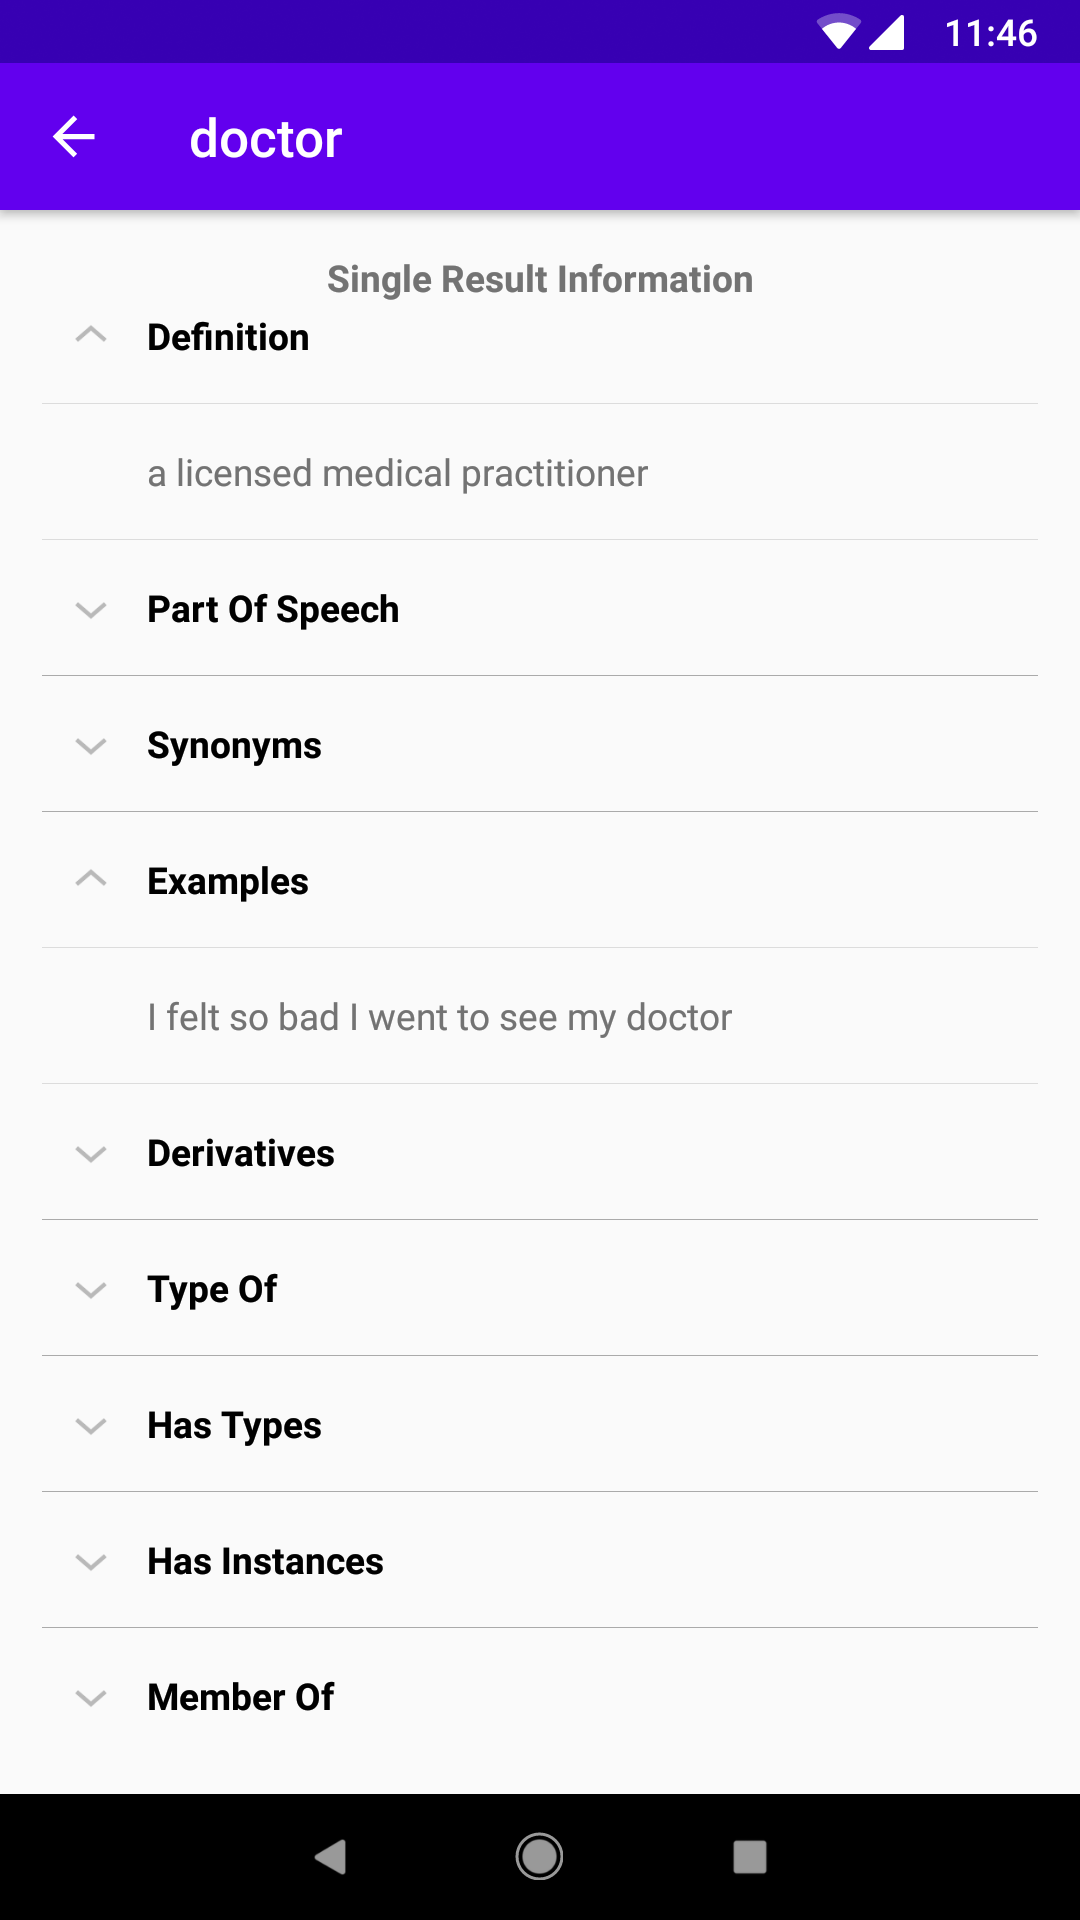 11:46
doctor
Single Result Information
Definition
a licensed medical practitioner
Part Of Speech
Synonyms
Examples
I felt so bad I went to see my doctor
Derivatives
Type Of
Has Types
Has Instances
Member Of